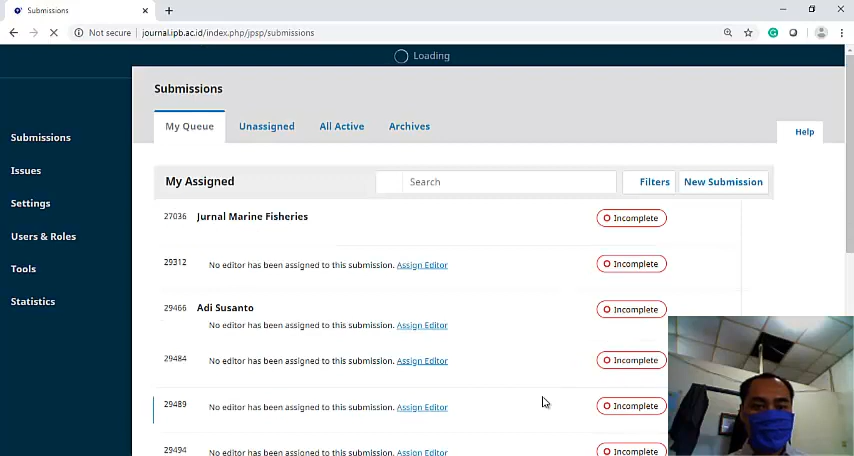 Submissions
Not secure | journal.ipb.ac.id/index.php/jpsp/submissions
Loading
Submissions
My Queue Unassigned All Active Archives
Help
Submissions
Issues
Settings
Users & Roles
Tools
Statistics
My Assigned Search Filters New Submission
27036 Jurnal Marine Fisheries Incomplete
29312 No editor has been assigned to this submission. Assign Editor Incomplete
29466 Adi Susanto Incomplete
No editor has been assigned to this submission. Assign Editor
29484 No editor has been assigned to this submission. Assign Editor Incomplete
29489 No editor has been assigned to this submission. Assign Editor Incomplete
29494 No editor has been assigned to this submission. Assign Editor Incomplete